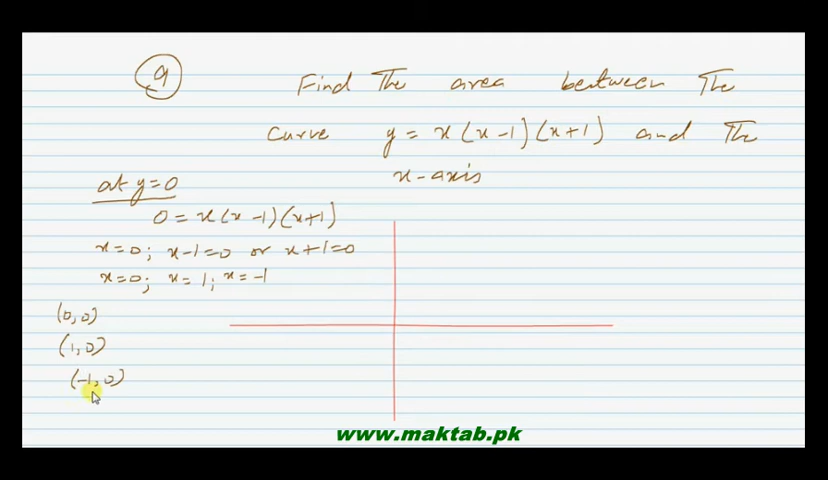 9
Find The area beetween The
curve y = x(x-1)(x+1) and The
x-axis
at y=0
0 = x(x-1)(x+1)
x=0; x-1=0 or x+1=0
x=0; x=1; x=-1
(0,0)
(1,0)
(-1,0)
www.maktab.pk